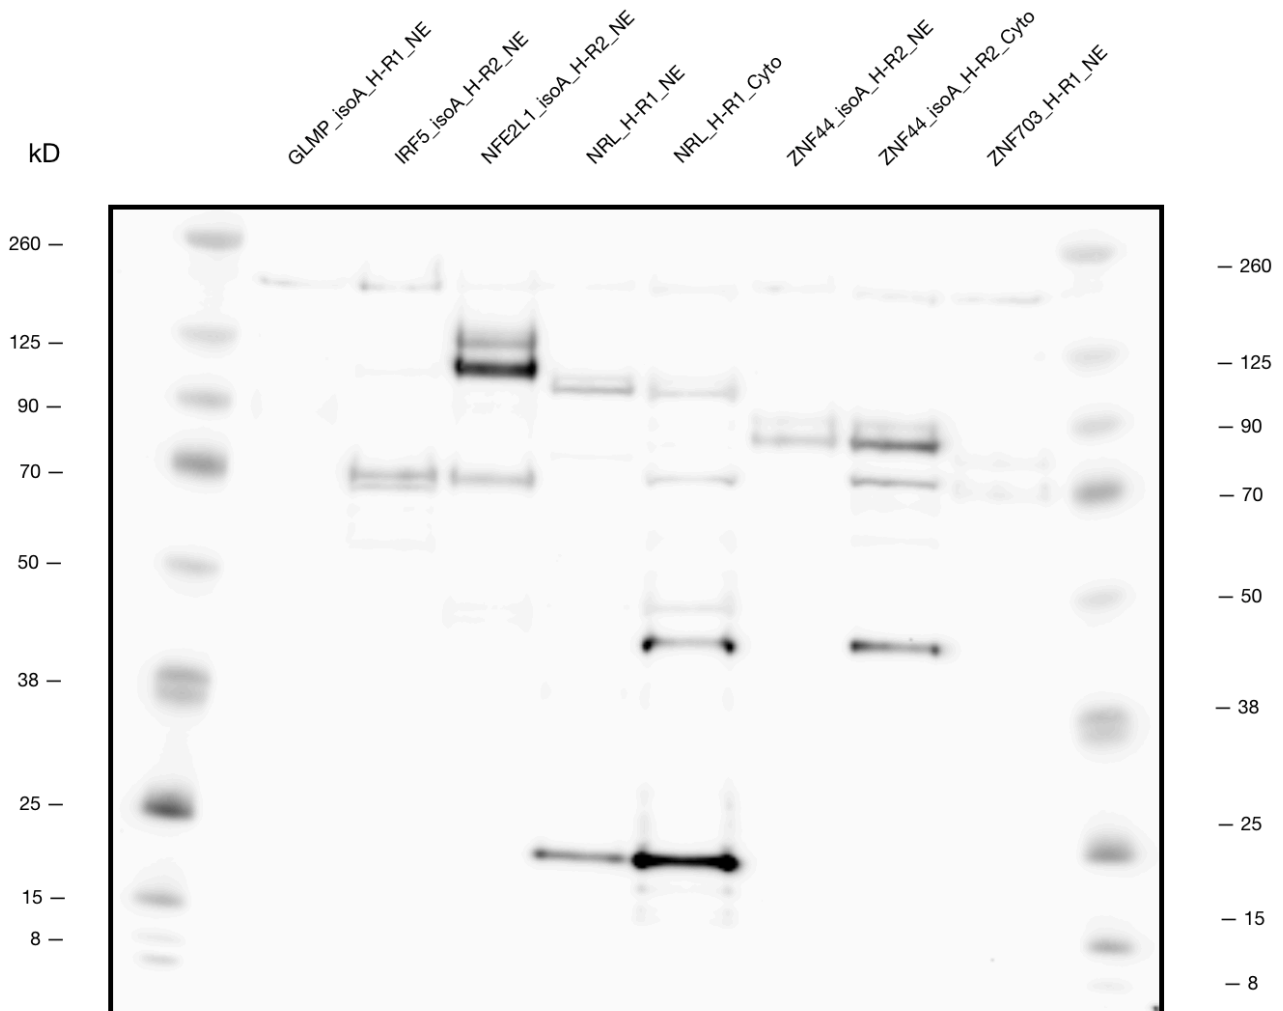 GLMP_isoA_H-R1_NE
IRF5_isoA_H-R2_NE
NFE2L1_isoA_H-R2_NE
NRL_H-R1_NE
NRL_H-R1_Cyto
ZNF44_isoA_H-R2_NE
ZNF44_isoA_H-R2_Cyto
ZNF703_H-R1_NE
kD
260 –
125 –
90 –
70 –
50 –
38 –
25 –
15 –
8 –
– 260
– 125
– 90
– 70
– 50
– 38
– 25
– 15
– 8